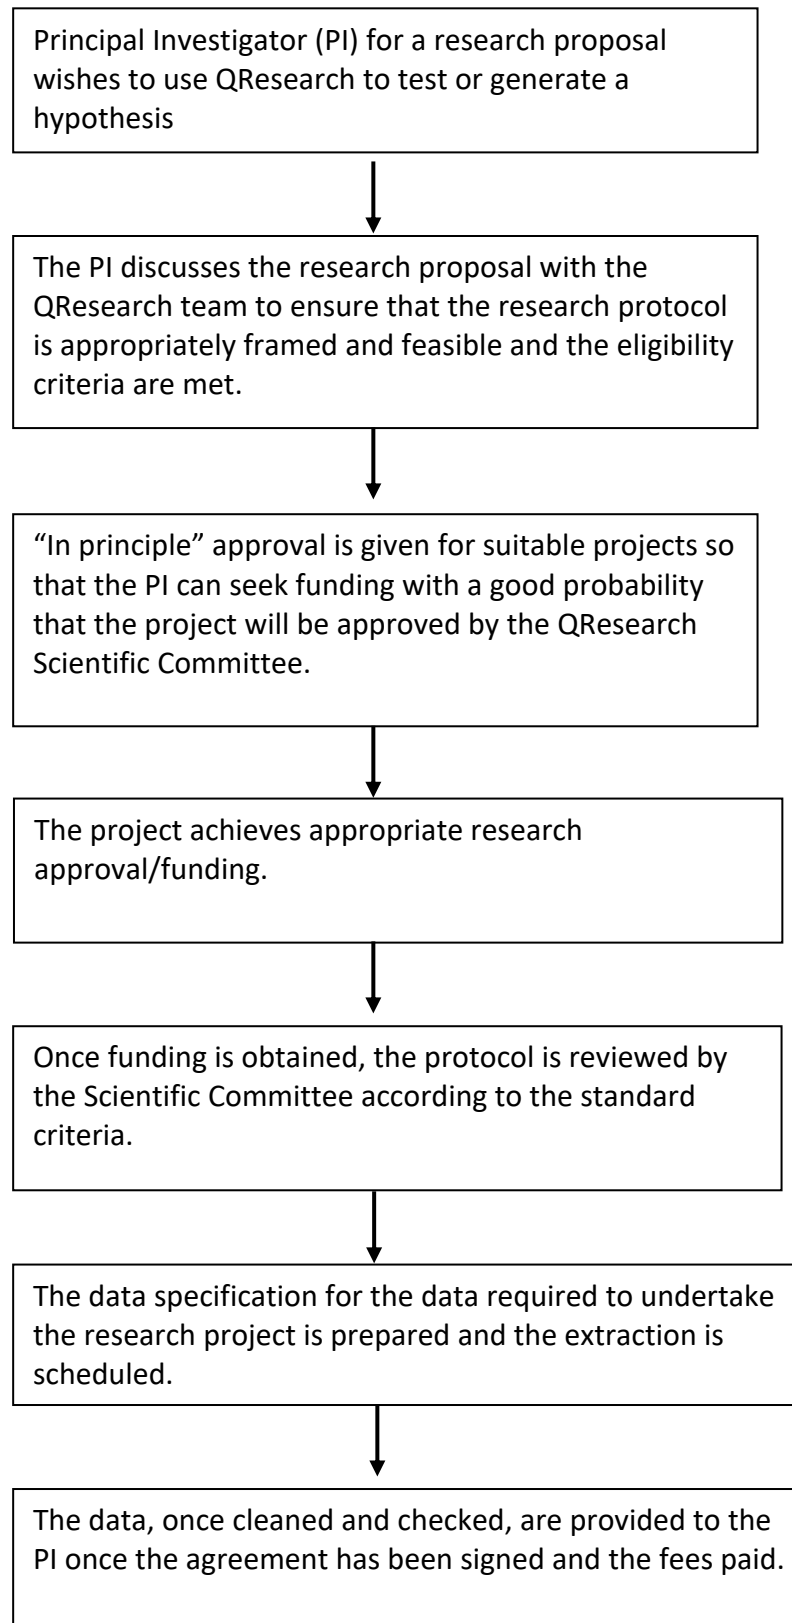 Principal Investigator (PI) for a research proposal
wishes to use QResearch to test or generate a
hypothesis
The PI discusses the research proposal with the
QResearch team to ensure that the research protocol
is appropriately framed and feasible and the eligibility
criteria are met.
“In principle” approval is given for suitable projects so
that the PI can seek funding with a good probability
that the project will be approved by the QResearch
Scientific Committee.
The project achieves appropriate research
approval/funding.
Once funding is obtained, the protocol is reviewed by
the Scientific Committee according to the standard
criteria.
The data specification for the data required to undertake
the research project is prepared and the extraction is
scheduled.
The data, once cleaned and checked, are provided to the
PI once the agreement has been signed and the fees paid.